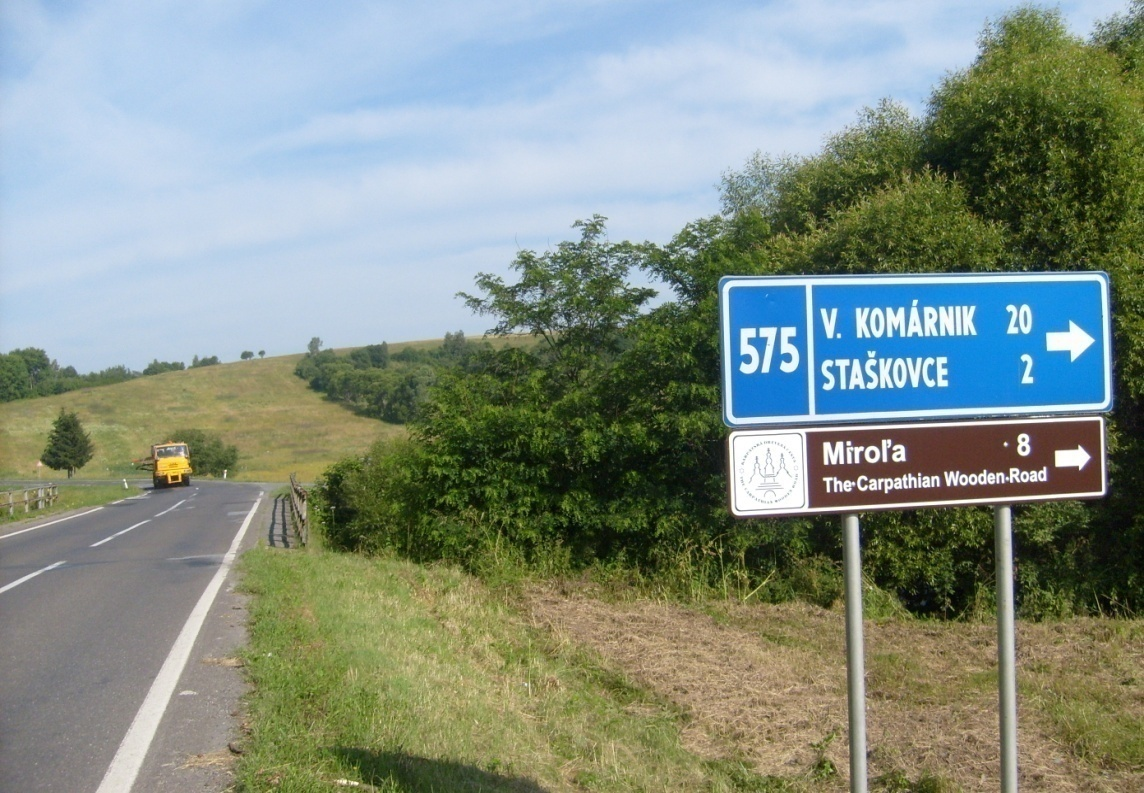 575
V. KOMÁRNIK 20
STAŠKOVCE 2
Miroľa 8
The Carpathian Wooden Road